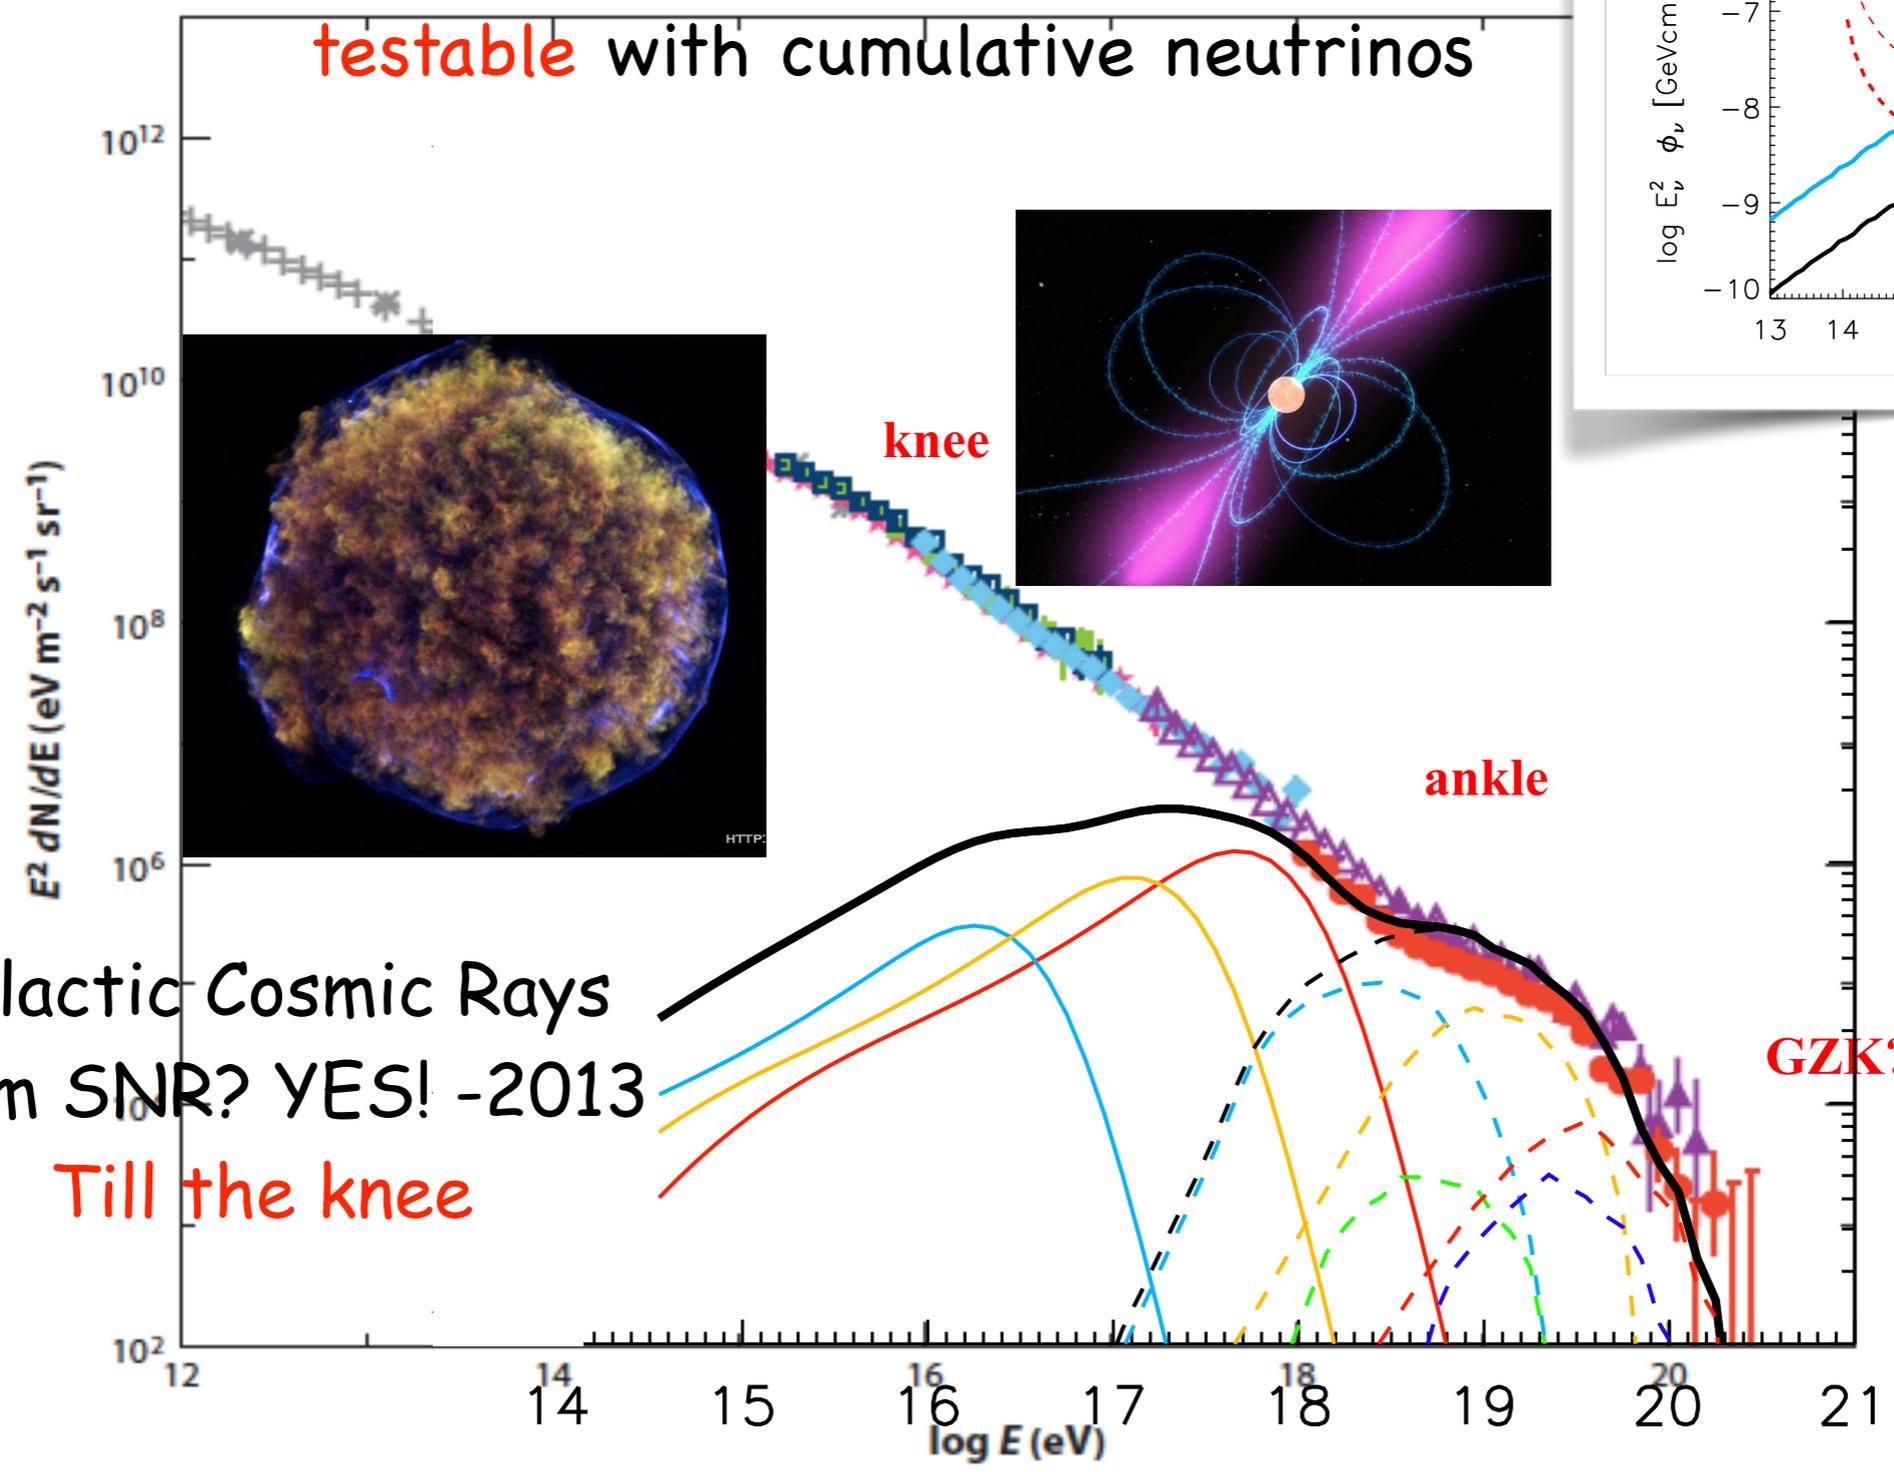 testable with cumulative neutrinos
-7
-8
-9
-10
log E²ν ϕν [GeVcm
13 14
10¹²
10¹⁰
10⁸
10⁶
10²
E² dN/dE (eV m⁻² s⁻¹ sr⁻¹)
knee
ankle
GZK?
HTTP:
lactic Cosmic Rays
m SNR? YES! -2013
Till the knee
12 14 16 18 20
14 15 16 17 18 19 20 21
log E (eV)